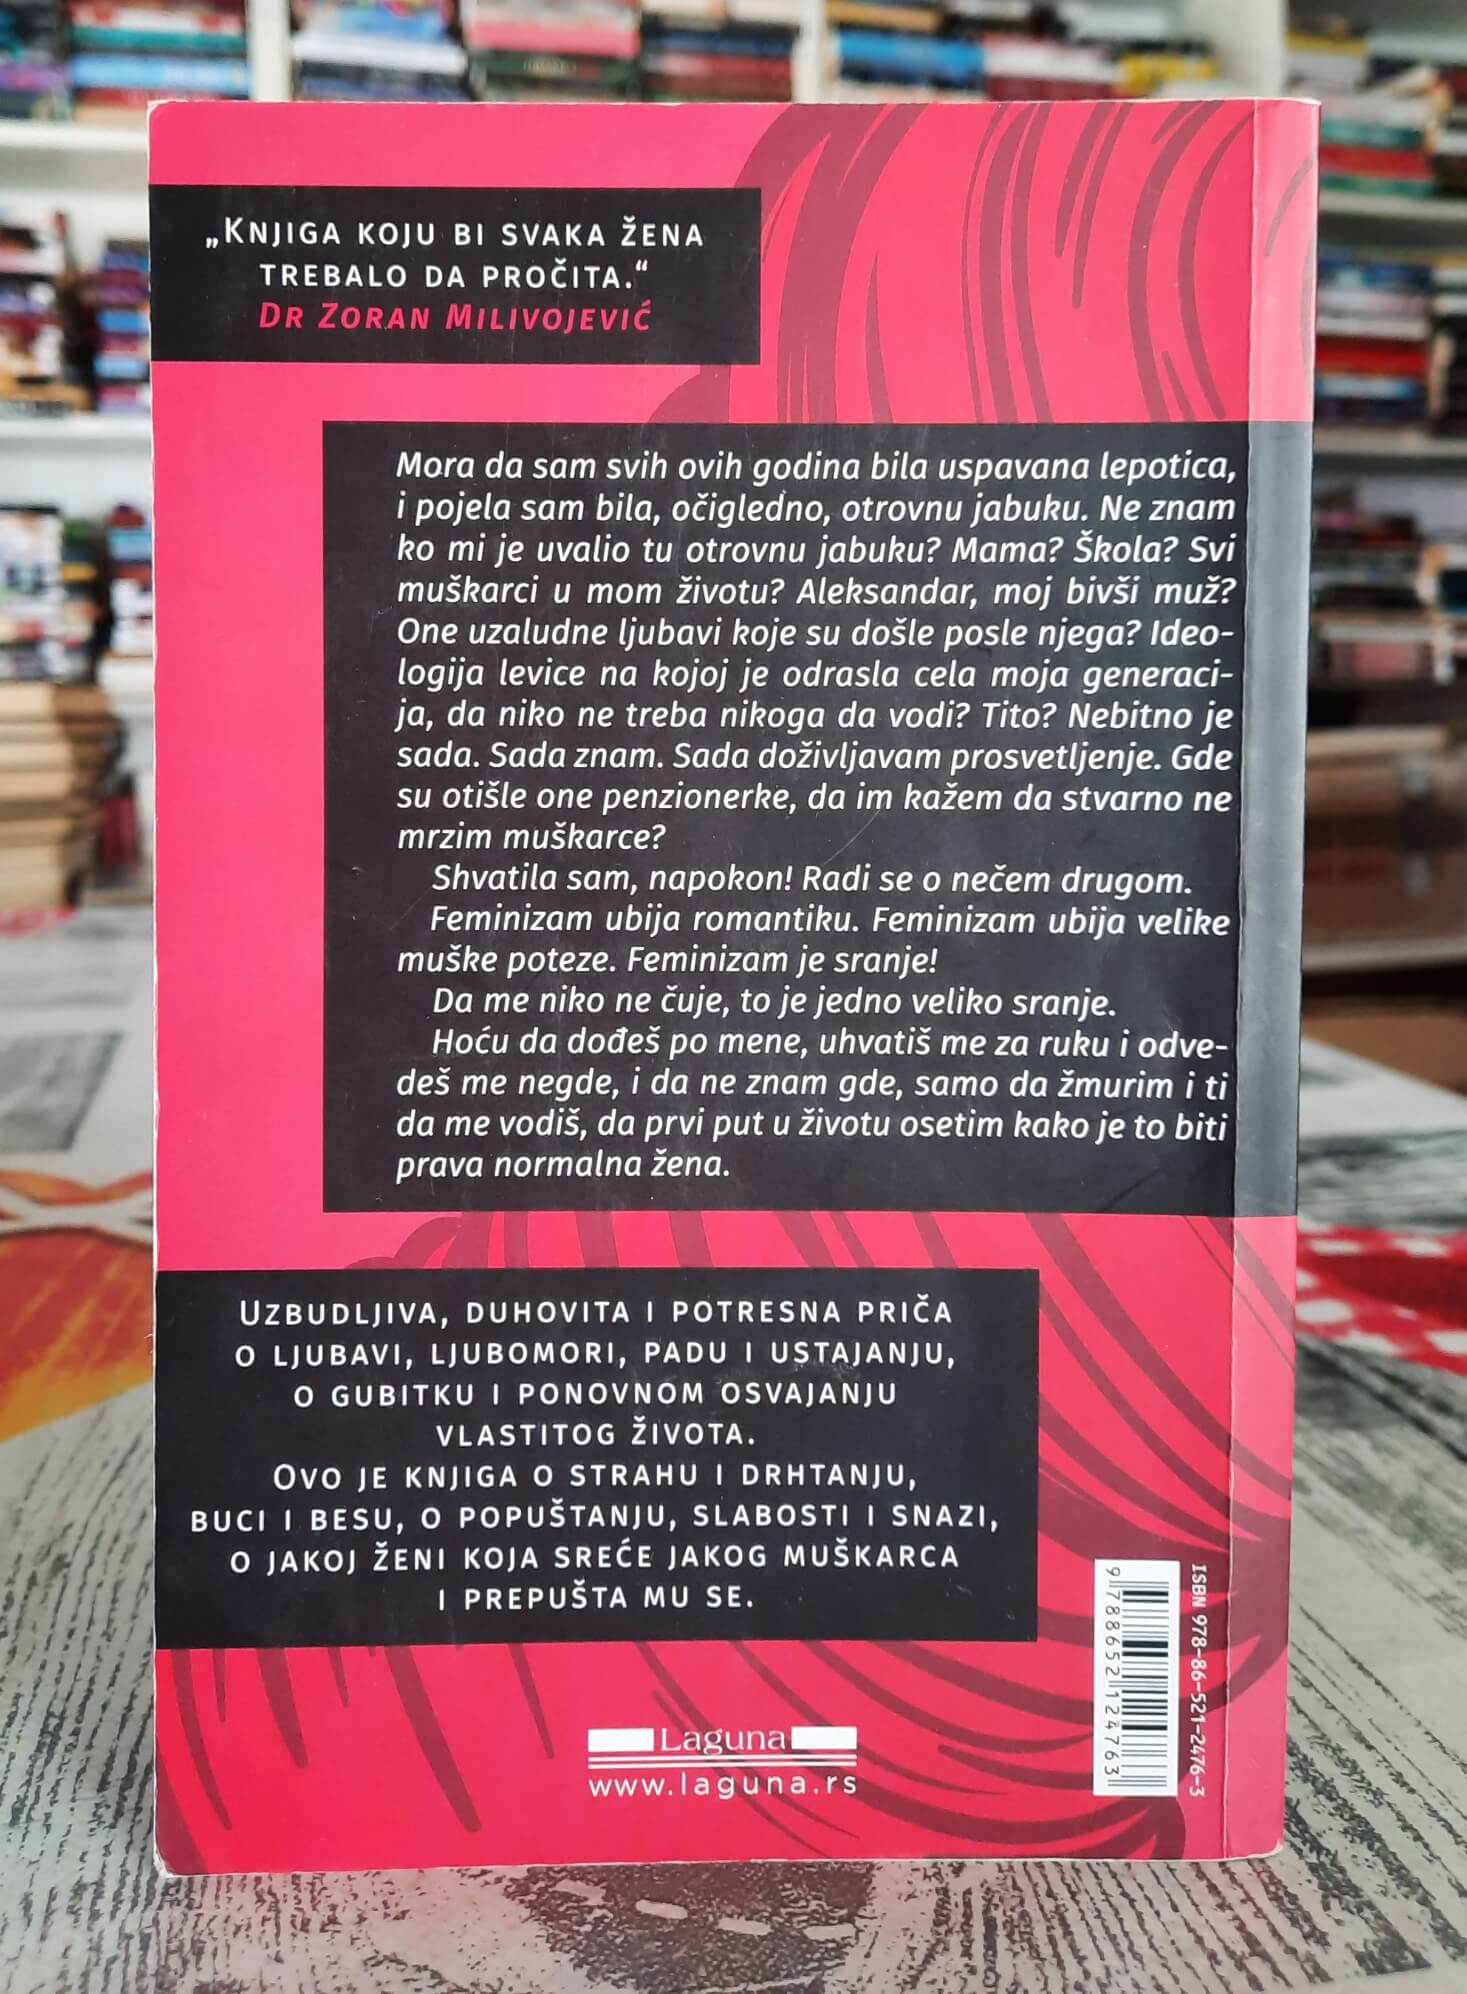 „Knjiga koju bi svaka žena
trebalo da pročita.“
Dr Zoran Milivojević
Mora da sam svih ovih godina bila uspavana lepotica,
i pojela sam bila, očigledno, otrovnu jabuku. Ne znam
ko mi je uvalio tu otrovnu jabuku? Mama? Škola? Svi
muškarci u mom životu? Aleksandar, moj bivši muž?
One uzaludne ljubavi koje su došle posle njega? Ideo-
logija levice na kojoj je odrasla cela moja generaci-
ja, da niko ne treba nikoga da vodi? Tito? Nebitno je
sada. Sada znam. Sada doživljavam prosvetljenje. Gde
su otišle one penzionerke, da im kažem da stvarno ne
mrzim muškarce?
Shvatila sam, napokon! Radi se o nečem drugom.
Feminizam ubija romantiku. Feminizam ubija velike
muške poteze. Feminizam je sranje!
Da me niko ne čuje, to je jedno veliko sranje.
Hoću da dođeš po mene, uhvatiš me za ruku i odve-
deš me negde, i da ne znam gde, samo da žmurim i ti
da me vodiš, da prvi put u životu osetim kako je to biti
prava normalna žena.
Uzbudljiva, duhovita i potresna priča
o ljubavi, ljubomori, padu i ustajanju,
o gubitku i ponovnom osvajanju
vlastitog života.
Ovo je knjiga o strahu i drhtanju,
buci i besu, o popuštanju, slabosti i snazi,
o jakoj ženi koja sreće jakog muškarca
i prepušta mu se.
ISBN 978-86-521-2476-3
9 788652 124763
Laguna
www.laguna.rs